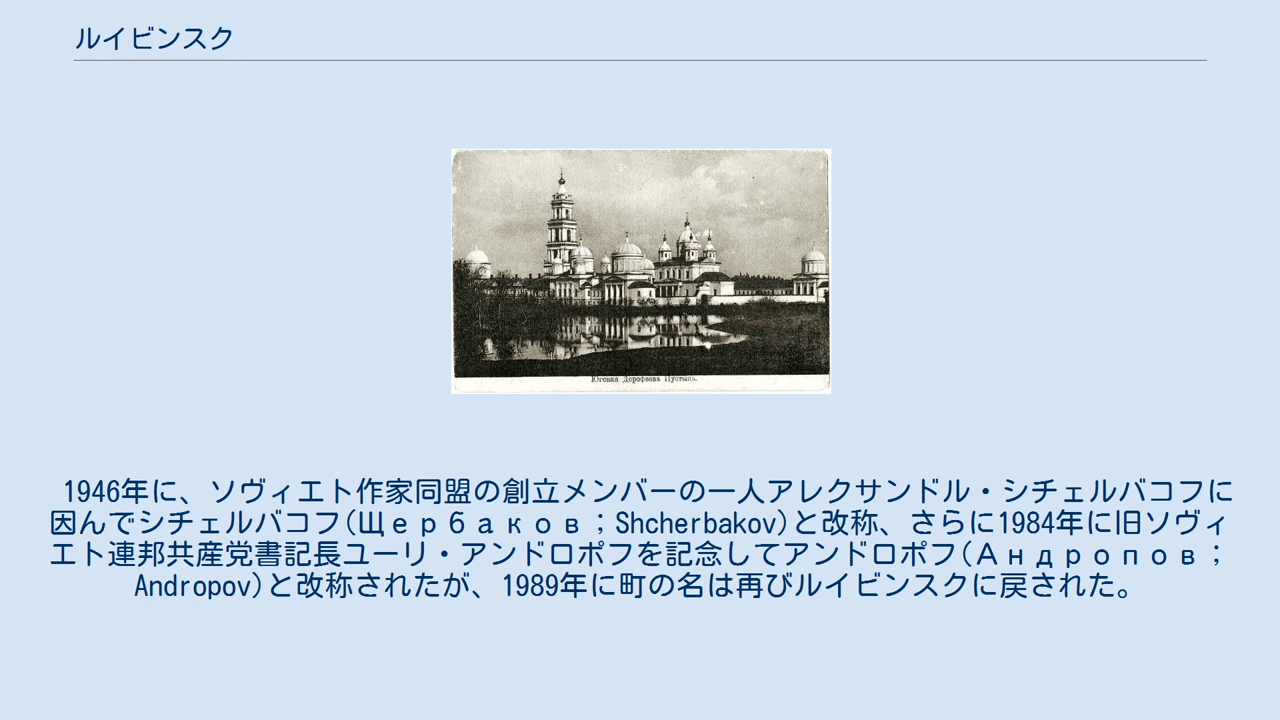 ルイビンスク
Югская Дорофеева Пустынь.
1946年に、ソヴィエト作家同盟の創立メンバーの一人アレクサンドル・シチェルバコフに
因んでシチェルバコフ(Щербаков；Shcherbakov)と改称、さらに1984年に旧ソヴィ
エト連邦共産党書記長ユーリ・アンドロポフを記念してアンドロポフ(Андропов；
Andropov)と改称されたが、1989年に町の名は再びルイビンスクに戻された。